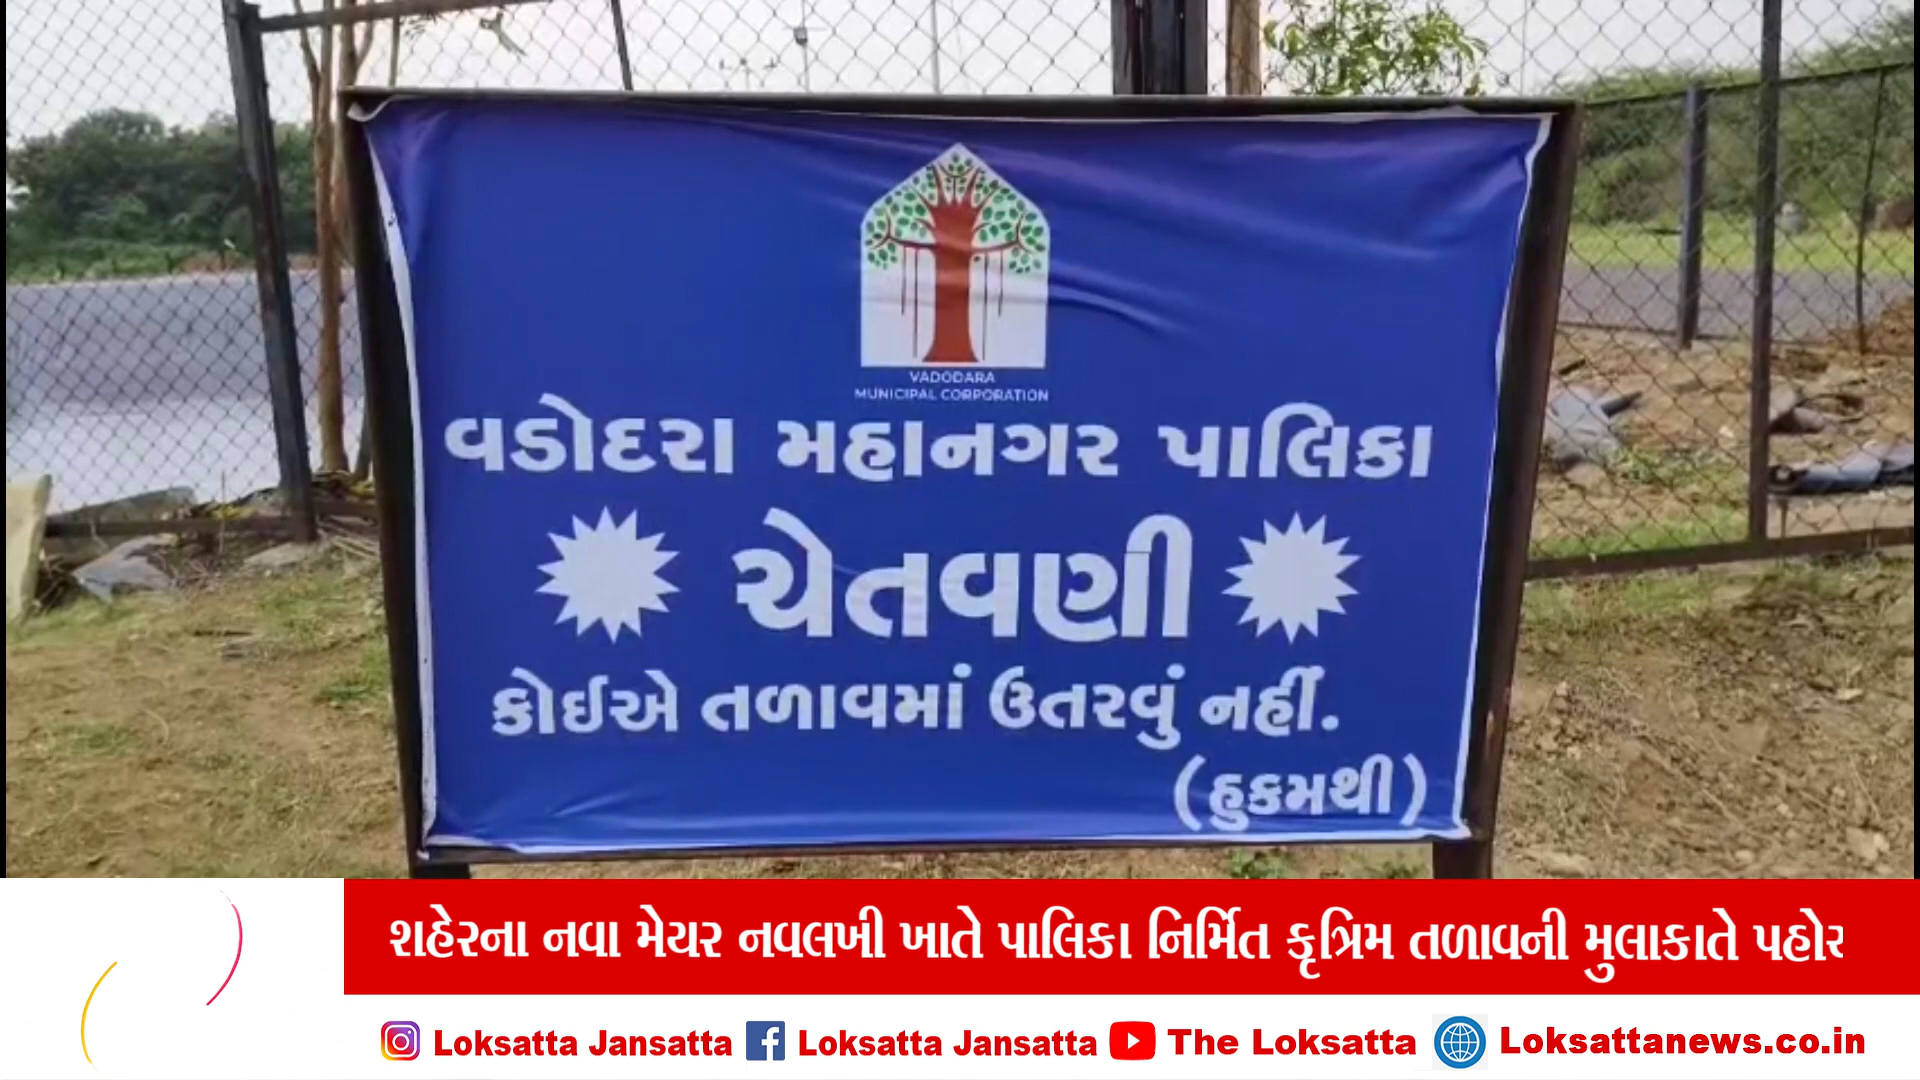 VADODARA
MUNICIPAL CORPORATION
વડોદરા મહાનગર પાલિકા
ચેતવણી
કોઈએ તળાવમાં ઉતરવું નહીં.
(હુકમથી)
શહેરના નવા મેયર નવલખી ખાતે પાલિકા નિર્મિત કૃત્રિમ તળાવની મુલાકાતે
Loksatta Jansatta Loksatta Jansatta The Loksatta Loksattanews.co.in